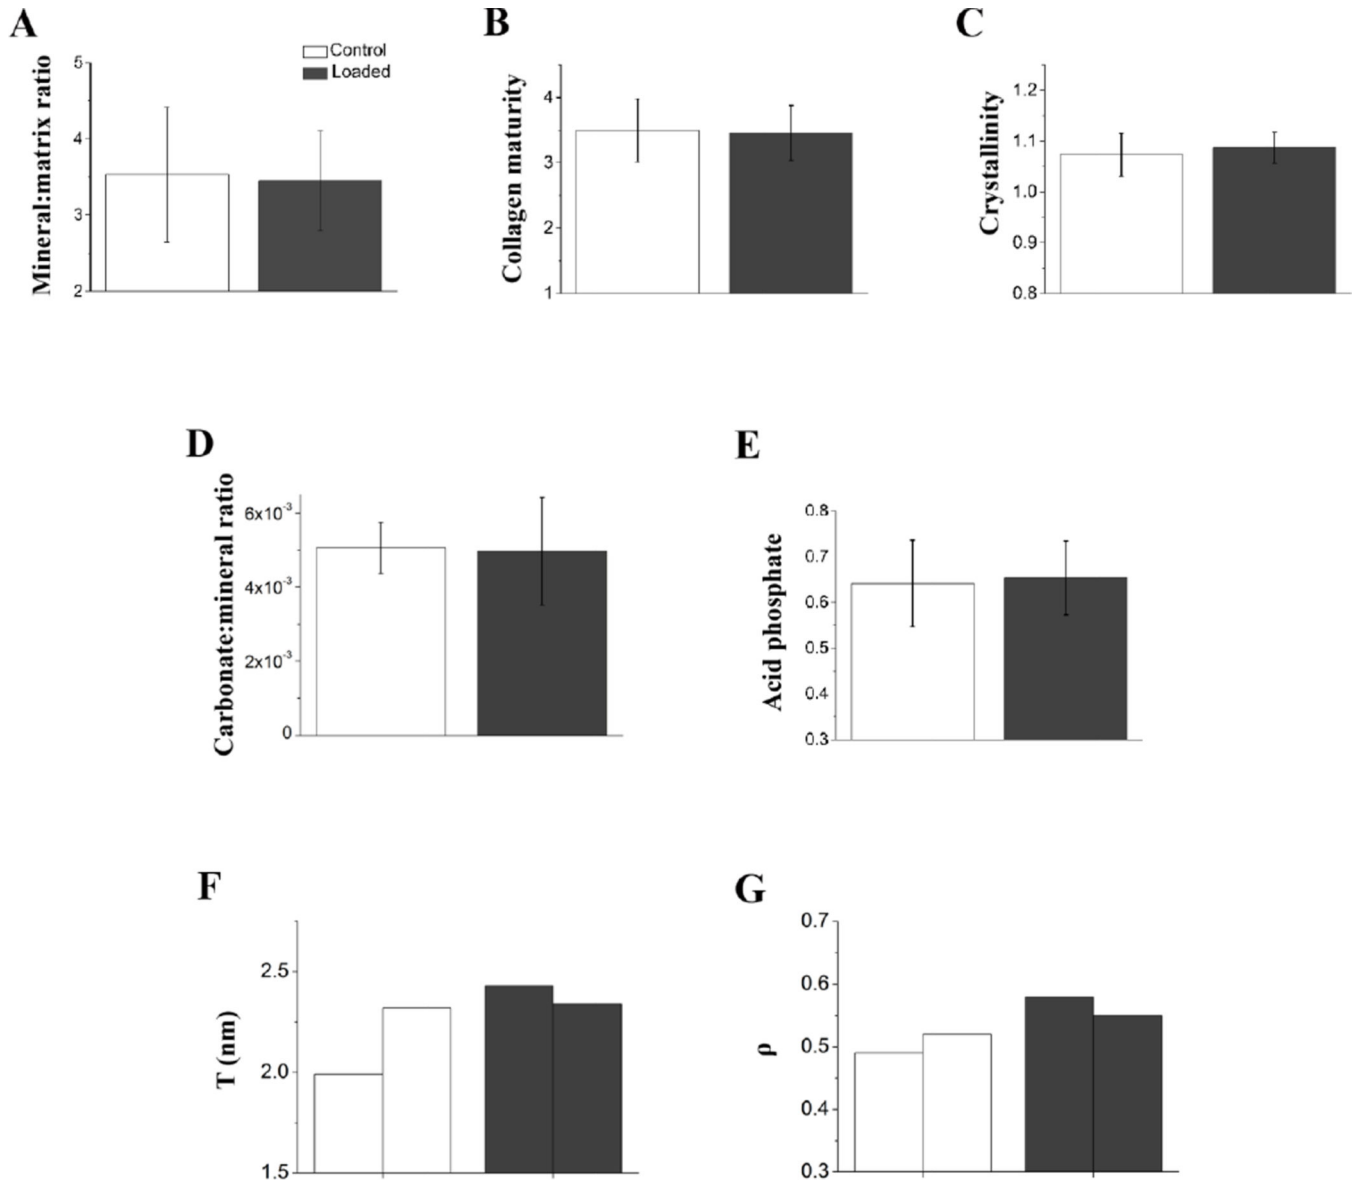 A
Mineral:matrix ratio
5
4
3
2
Control
Loaded
B
Collagen maturity
4
3
2
1
C
Crystallinity
1.2
1.1
1.0
0.9
0.8
D
Carbonate:mineral ratio
6x10⁻³
4x10⁻³
2x10⁻³
0
E
Acid phosphate
0.8
0.7
0.6
0.5
0.4
0.3
F
T (nm)
2.5
2.0
1.5
G
ρ
0.7
0.6
0.5
0.4
0.3